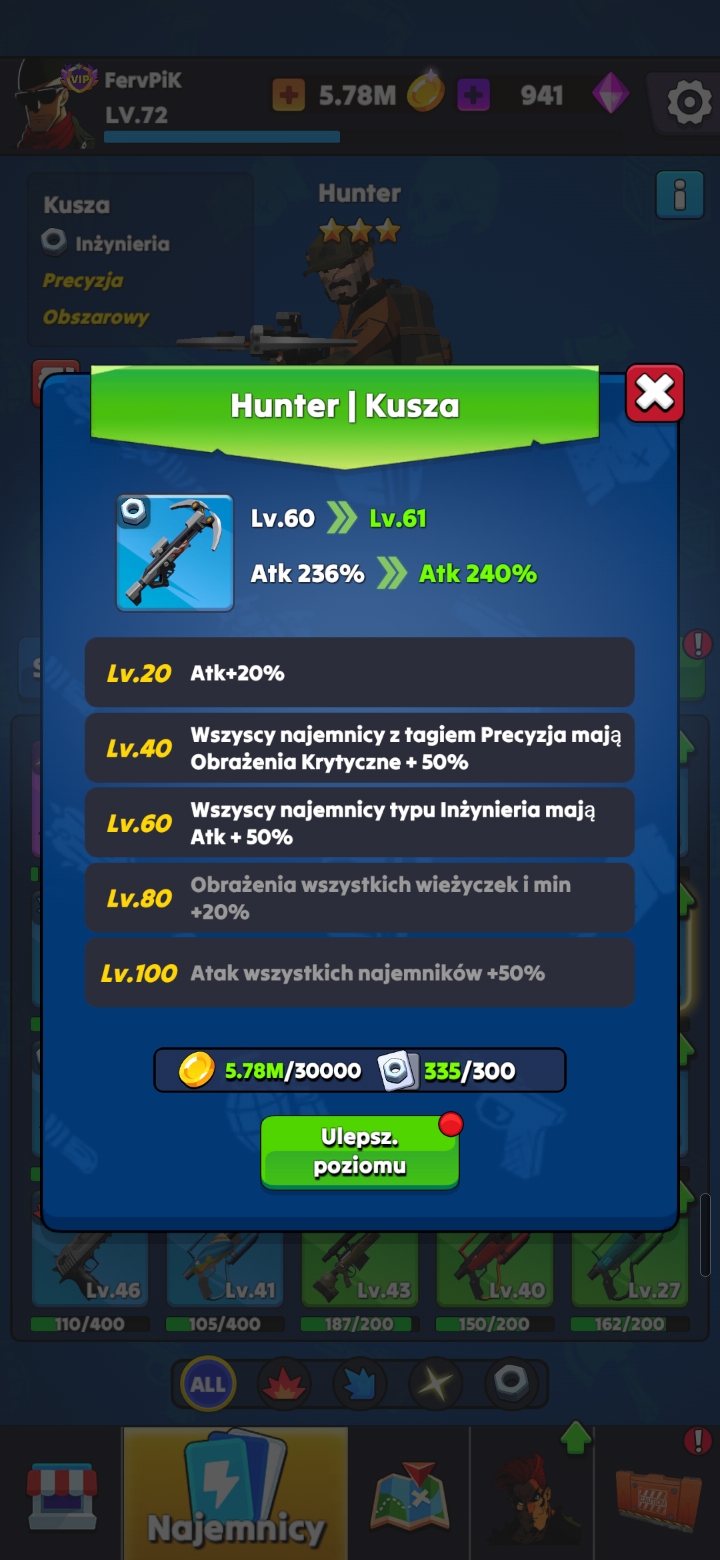 VIP
FervPiK
LV.72
5.78M
941
Kusza
Inżynieria
Precyzja
Obszarowy
Hunter
Hunter | Kusza
Lv.60
Lv.61
Atk 236%
Atk 240%
Lv.20
Atk+20%
Lv.40
Wszyscy najemnicy z tagiem Precyzja mają
Obrażenia Krytyczne + 50%
Lv.60
Wszyscy najemnicy typu Inżynieria mają
Atk + 50%
Lv.80
Obrażenia wszystkich wieżyczek i min
+20%
Lv.100
Atak wszystkich najemników +50%
5.78M/30000
335/300
Ulepsz.
poziomu
Lv.46
Lv.41
Lv.43
Lv.40
Lv.27
110/400
105/400
187/200
150/200
162/200
ALL
Najemnicy